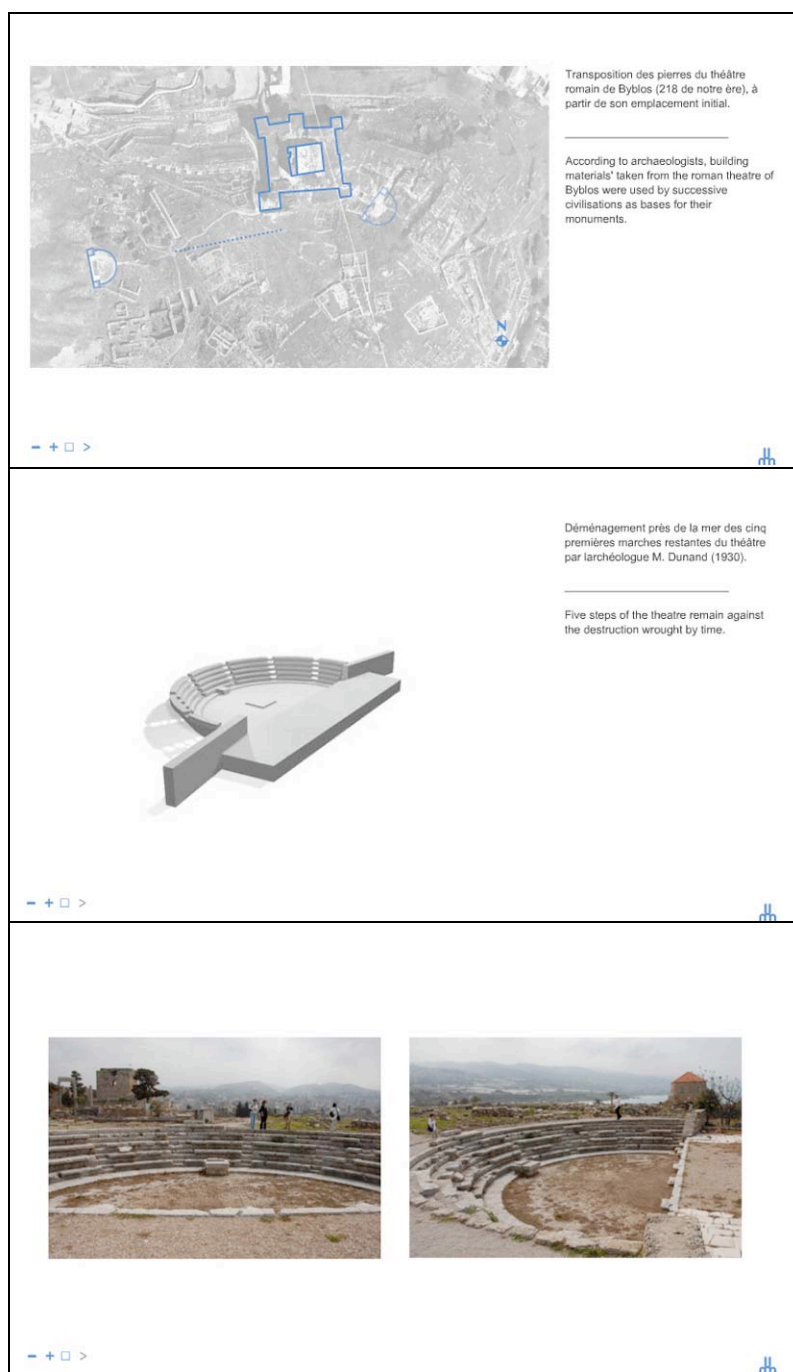 Transposition des pierres du théâtre
romain de Byblos (218 de notre ère), à
partir de son emplacement initial.
According to archaeologists, building
materials' taken from the roman theatre of
Byblos were used by successive
civilisations as bases for their
monuments.
N
− + □ >
Déménagement près de la mer des cinq
premières marches restantes du théâtre
par larchéologue M. Dunand (1930).
Five steps of the theatre remain against
the destruction wrought by time.
− + □ >
− + □ >